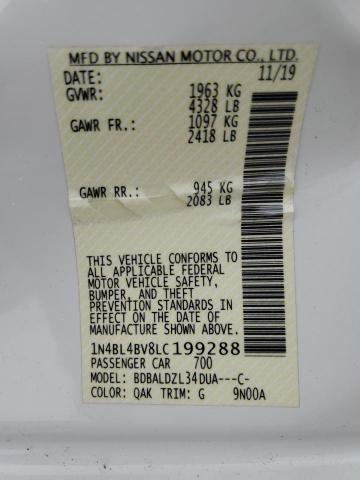 MFD BY NISSAN MOTOR CO., LTD.
DATE: 11/19
GVWR: 1963 KG
4328 LB
GAWR FR.: 1097 KG
2418 LB
GAWR RR.: 945 KG
2083 LB
THIS VEHICLE CONFORMS TO
ALL APPLICABLE FEDERAL
MOTOR VEHICLE SAFETY,
BUMPER, AND THEFT
PREVENTION STANDARDS IN
EFFECT ON THE DATE OF
MANUFACTURE SHOWN ABOVE.
1N4BL4BV8LC199288
PASSENGER CAR 700
MODEL: BDBALDZL34DUA---C-
COLOR: QAK TRIM: G 9N00A